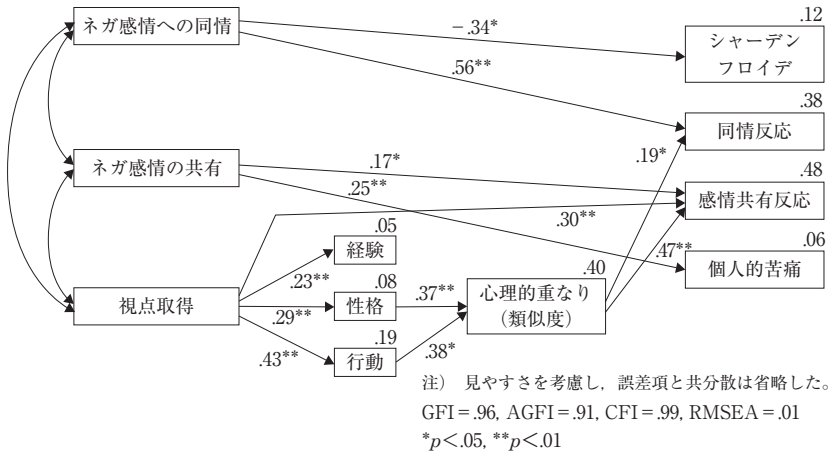 ネガ感情への同情
−.34*
.12
シャーデン
フロイデ
.56**
.38
同情反応
.19*
ネガ感情の共有
.17*
.25**
.48
感情共有反応
.30**
.05
経験
.47**
.06
個人的苦痛
.23**
視点取得
.08
性格
.29**
.37**
.40
心理的重なり
（類似度）
.19
行動
.43**
.38*
注） 見やすさを考慮し，誤差項と共分散は省略した。
GFI＝.96, AGFI＝.91, CFI＝.99, RMSEA＝.01
*p＜.05, **p＜.01